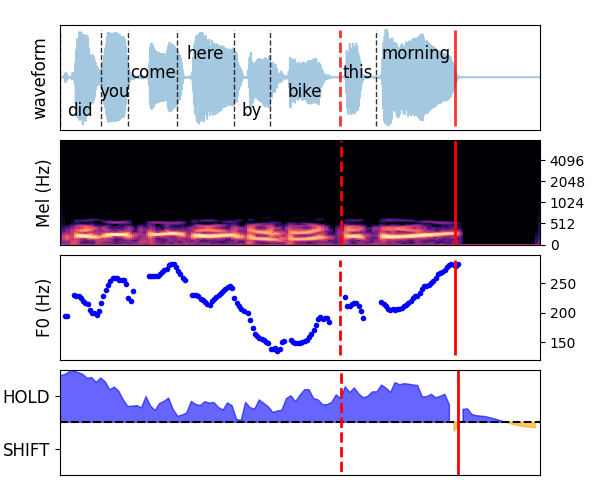 waveform
did you come here by bike this morning
Mel (Hz)
4096
2048
1024
512
0
F0 (Hz)
250
200
150
HOLD
SHIFT